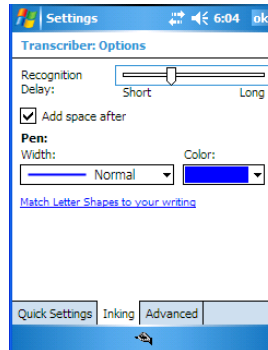 Settings 6:04 ok
Transcriber: Options
Recognition
Delay:
Short Long
Add space after
Pen:
Width: Color:
Normal
Match Letter Shapes to your writing
Quick Settings Inking Advanced